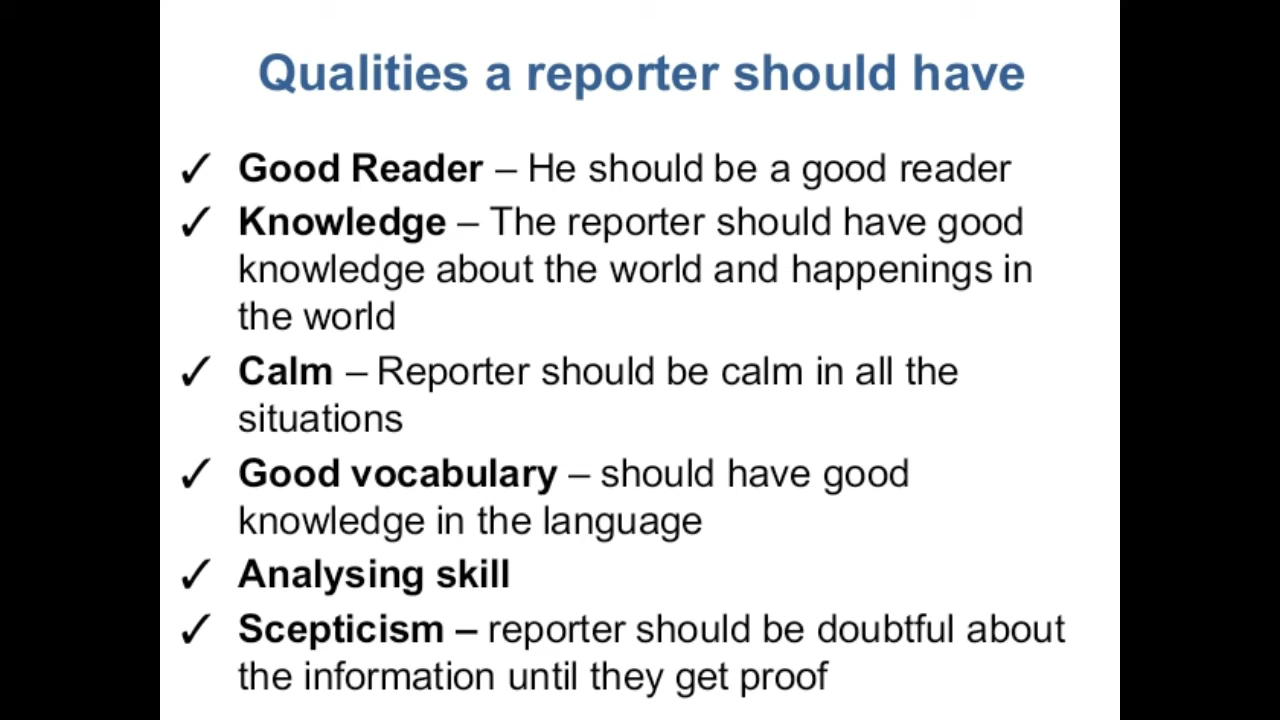 Qualities a reporter should have
✓ Good Reader – He should be a good reader
✓ Knowledge – The reporter should have good
knowledge about the world and happenings in
the world
✓ Calm – Reporter should be calm in all the
situations
✓ Good vocabulary – should have good
knowledge in the language
✓ Analysing skill
✓ Scepticism – reporter should be doubtful about
the information until they get proof